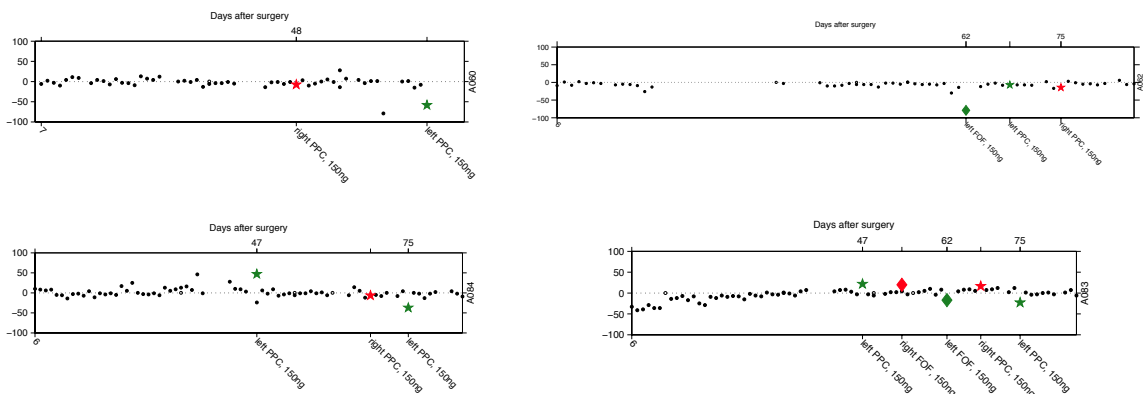 Days after surgery
48
100
50
0
−50
−100
A060
7
right PPC, 150ng
left PPC, 150ng
Days after surgery
62
75
100
50
0
−50
−100
A062
left FOF, 150ng
left PPC, 150ng
right PPC, 150ng
Days after surgery
47
75
100
50
0
−50
−100
A084
6
left PPC, 150ng
right PPC, 150ng
left PPC, 150ng
Days after surgery
47
62
75
100
50
0
−50
−100
A083
6
left PPC, 150ng
right FOF, 150ng
left FOF, 150ng
right PPC, 150ng
left PPC, 150ng